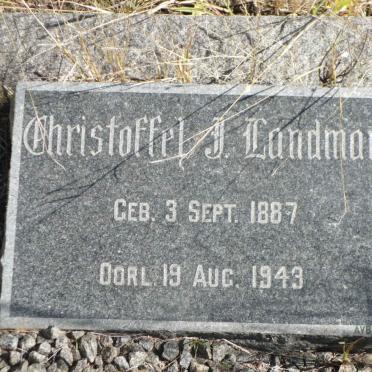 Christoffel J. Landman
GEB. 3 SEPT. 1887
OORL. 19 AUG. 1943